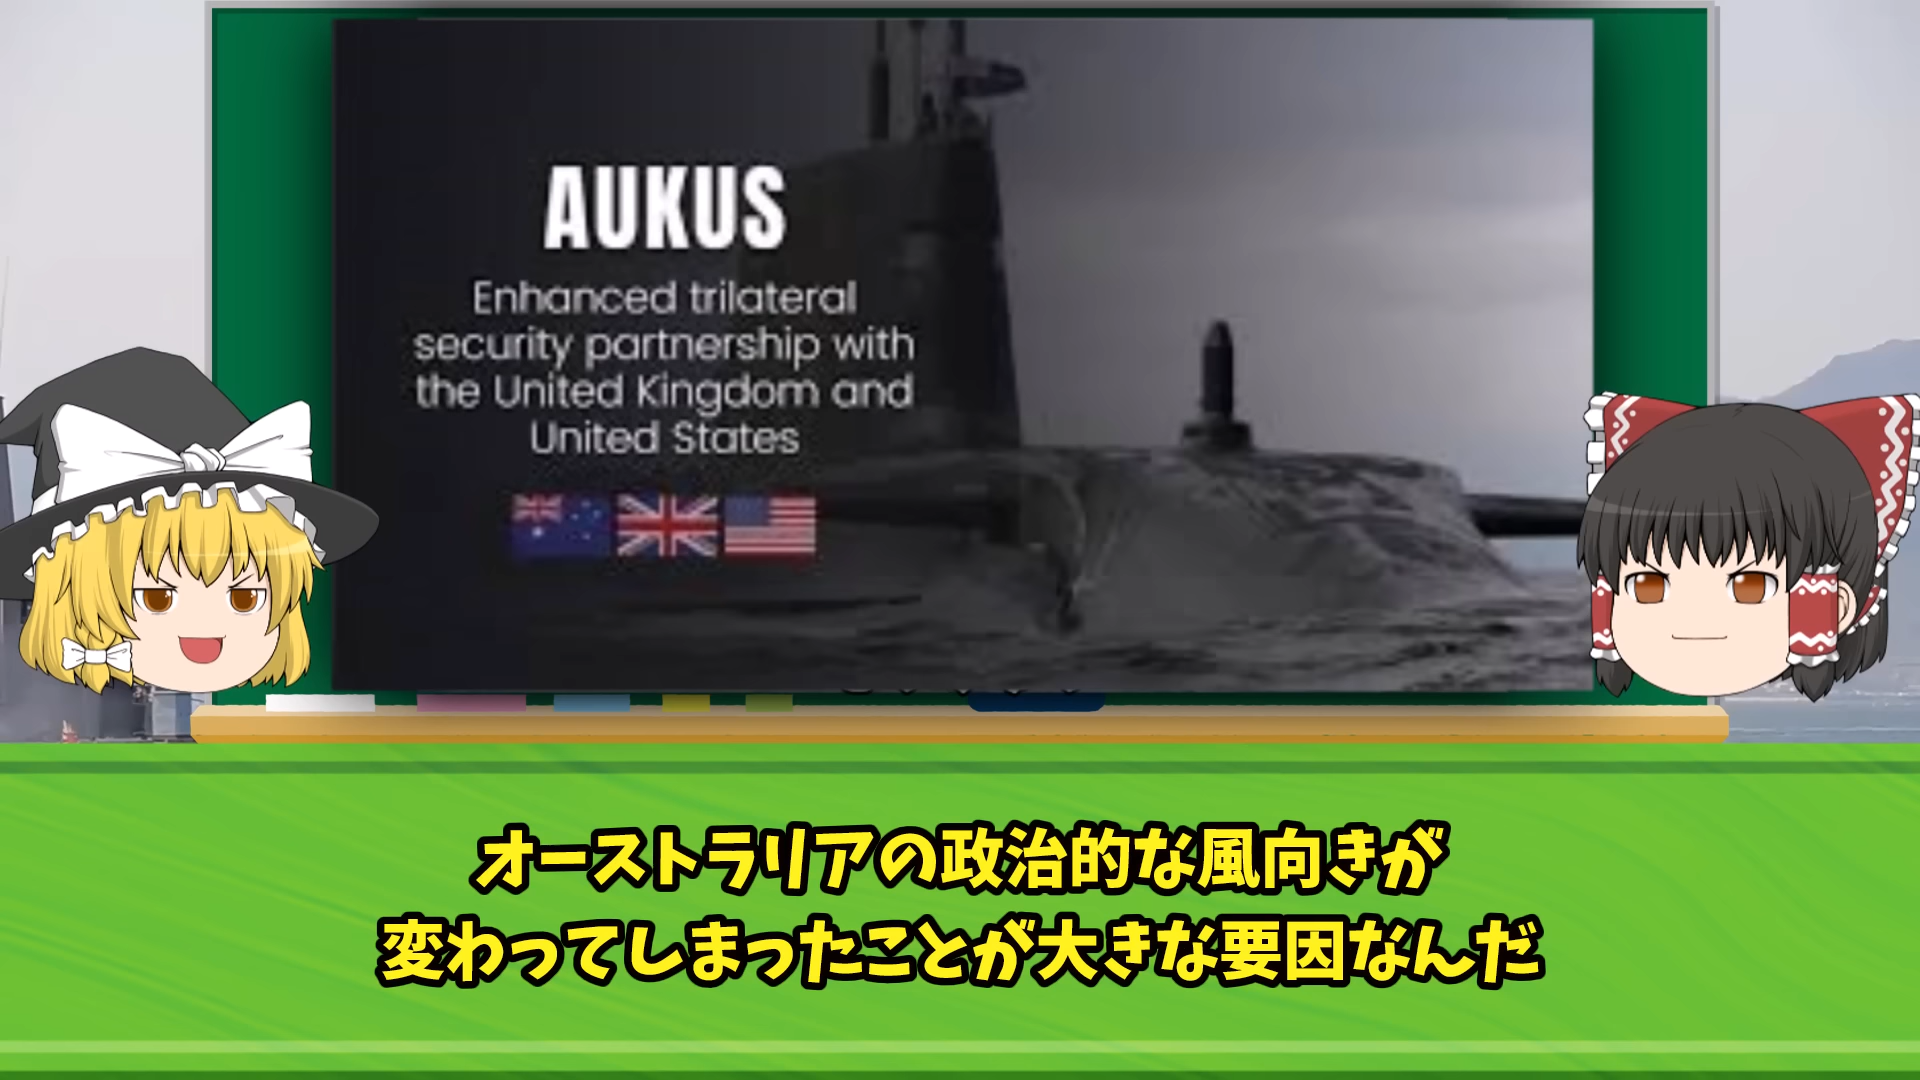 AUKUS
Enhanced trilateral
security partnership with
the United Kingdom and
United States
オーストラリアの政治的な風向きが
変わってしまったことが大きな要因なんだ